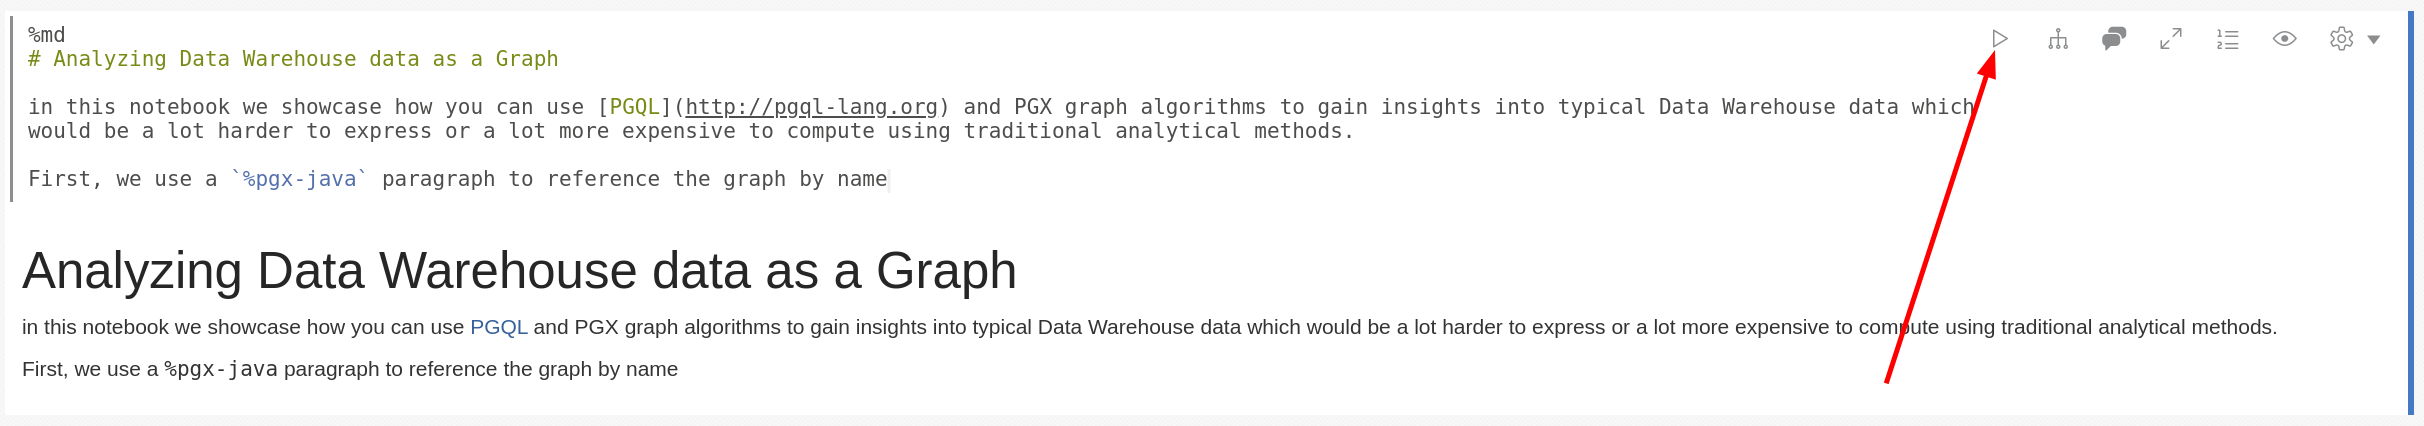 %md
# Analyzing Data Warehouse data as a Graph
in this notebook we showcase how you can use [PGQL](http://pgql-lang.org) and PGX graph algorithms to gain insights into typical Data Warehouse data which
would be a lot harder to express or a lot more expensive to compute using traditional analytical methods.
First, we use a `%pgx-java` paragraph to reference the graph by name
Analyzing Data Warehouse data as a Graph
in this notebook we showcase how you can use PGQL and PGX graph algorithms to gain insights into typical Data Warehouse data which would be a lot harder to express or a lot more expensive to compute using traditional analytical methods.
First, we use a %pgx-java paragraph to reference the graph by name